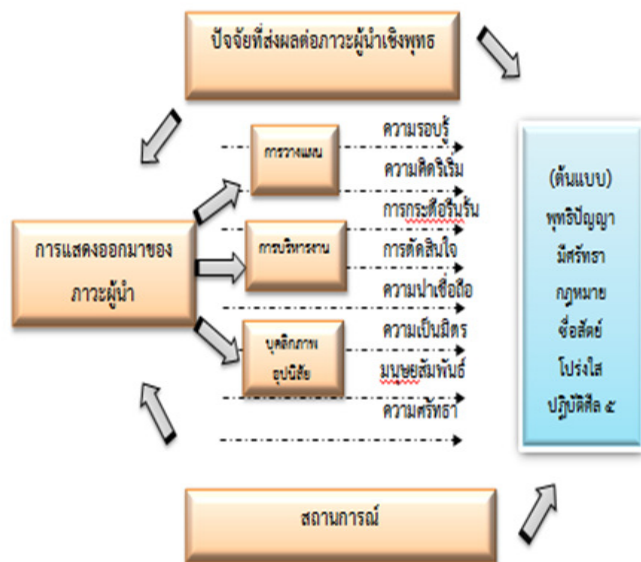 ปัจจัยที่ส่งผลต่อภาวะผู้นำเชิงพุทธ
การวางแผน
ความรอบรู้
ความคิดริเริ่ม
การกระตือรืนร้น
การแสดงออกมาของ
ภาวะผู้นำ
การบริหารงาน
การตัดสินใจ
ความน่าเชื่อถือ
บุคลิกภาพ
อุปนิสัย
ความเป็นมิตร
มนุษยสัมพันธ์
ความศรัทธา
(ต้นแบบ)
พุทธิปัญญา
มีศรัทธา
กฎหมาย
ซื่อสัตย์
โปร่งใส
ปฏิบัติศีล ๕
สถานการณ์